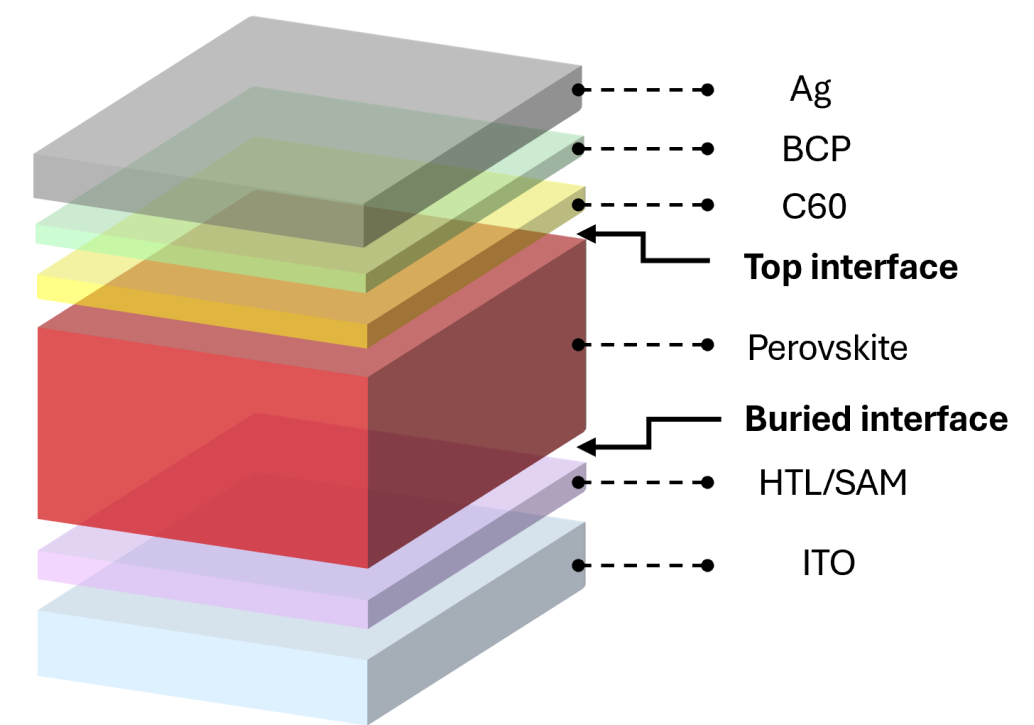 Ag
BCP
C60
Top interface
Perovskite
Buried interface
HTL/SAM
ITO